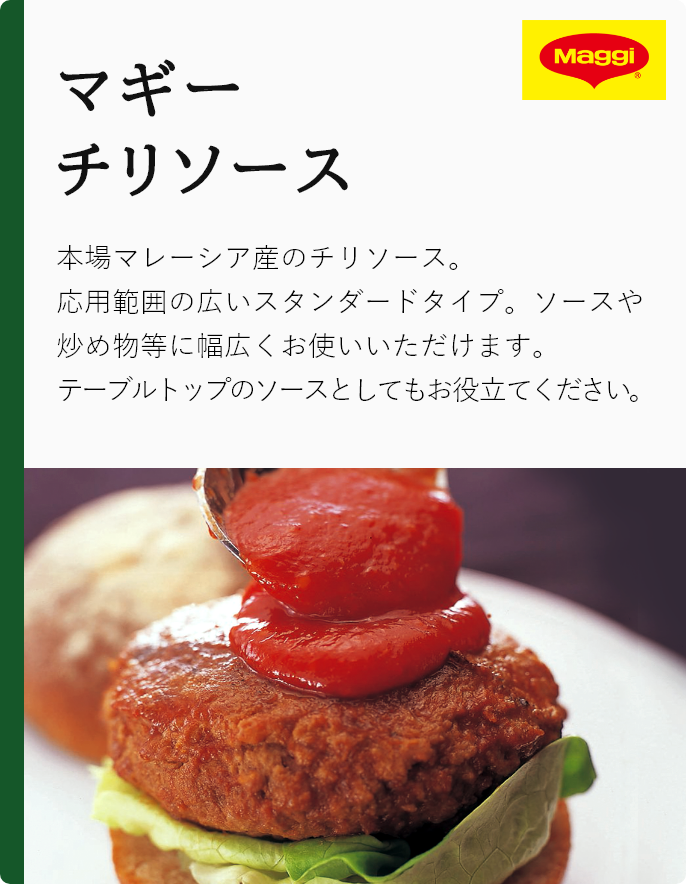 Maggi®
マギー
チリソース
本場マレーシア産のチリソース。
応用範囲の広いスタンダードタイプ。ソースや
炒め物等に幅広くお使いいただけます。
テーブルトップのソースとしてもお役立てください。